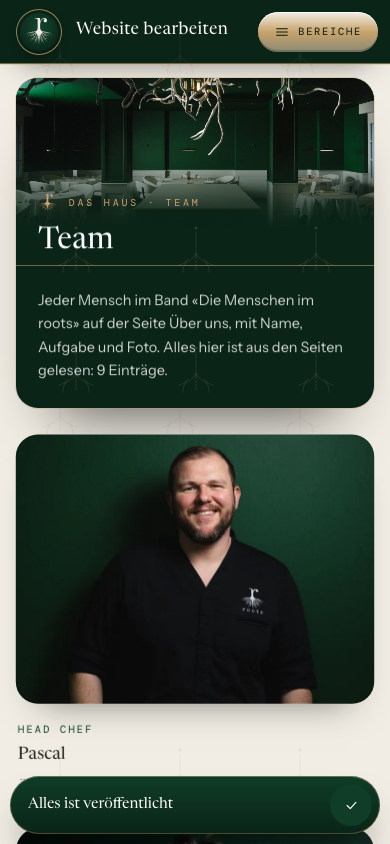 r
Website bearbeiten
BEREICHE
DAS HAUS · TEAM
Team
Jeder Mensch im Band «Die Menschen im
roots» auf der Seite Über uns, mit Name,
Aufgabe und Foto. Alles hier ist aus den Seiten
gelesen: 9 Einträge.
r
ROOTS
HEAD CHEF
Pascal
Alles ist veröffentlicht